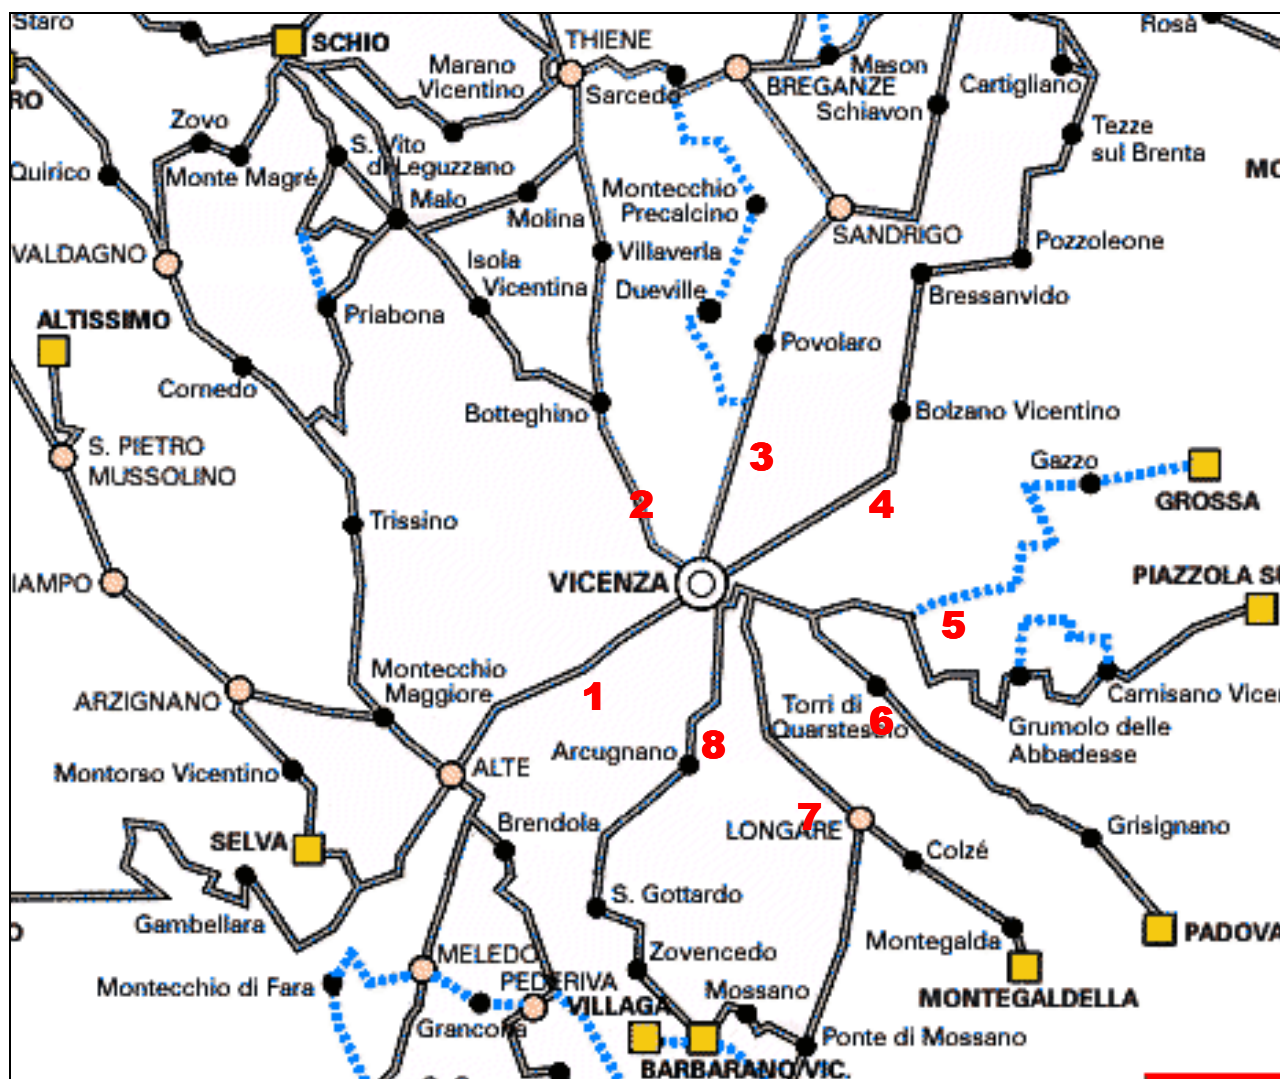 Staro
SCHIO
THIENE
Rosà
Marano
Vicentino
Mason
BREGANZE
Cartigliano
Sarcedo
Schiavon
RO
Zovo
Tezze
sul Brenta
S. Vito
di Leguzzano
Quirico
Monte Magré
MO
Montecchio
Precalcino
Malo
Molina
SANDRIGO
Pozzoleone
VALDAGNO
Villaverla
Isola
Vicentina
Dueville
Bressanvido
Priabona
ALTISSIMO
Povolaro
Cornedo
Botteghino
Bolzano Vicentino
S. PIETRO
MUSSOLINO
3
Gazzo
GROSSA
2
4
Trissino
VICENZA
IAMPO
PIAZZOLA S
5
Montecchio
Maggiore
1
ARZIGNANO
Torri di
6
Camisano Vice
Grumolo delle
Abbadesse
8
Arcugnano
ALTE
Montorso Vicentino
7
LONGARE
Brendola
Grisignano
SELVA
Colzé
S. Gottardo
Gambellara
PADOVA
Montegalda
MELEDO
Zovencedo
PEDERIVA
Montecchio di Fara
VILLAGA
Mossano
MONTEGALDELLA
Grancona
Ponte di Mossano
BARBARANO VIC.